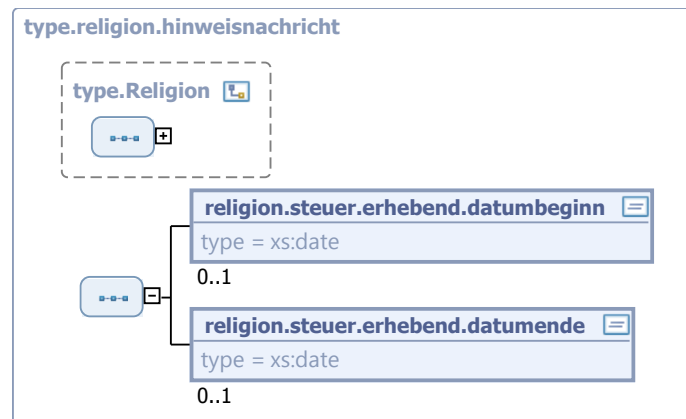 type.religion.hinweisnachricht
type.Religion
religion.steuer.erhebend.datumbeginn
type = xs:date
0..1
religion.steuer.erhebend.datumende
type = xs:date
0..1